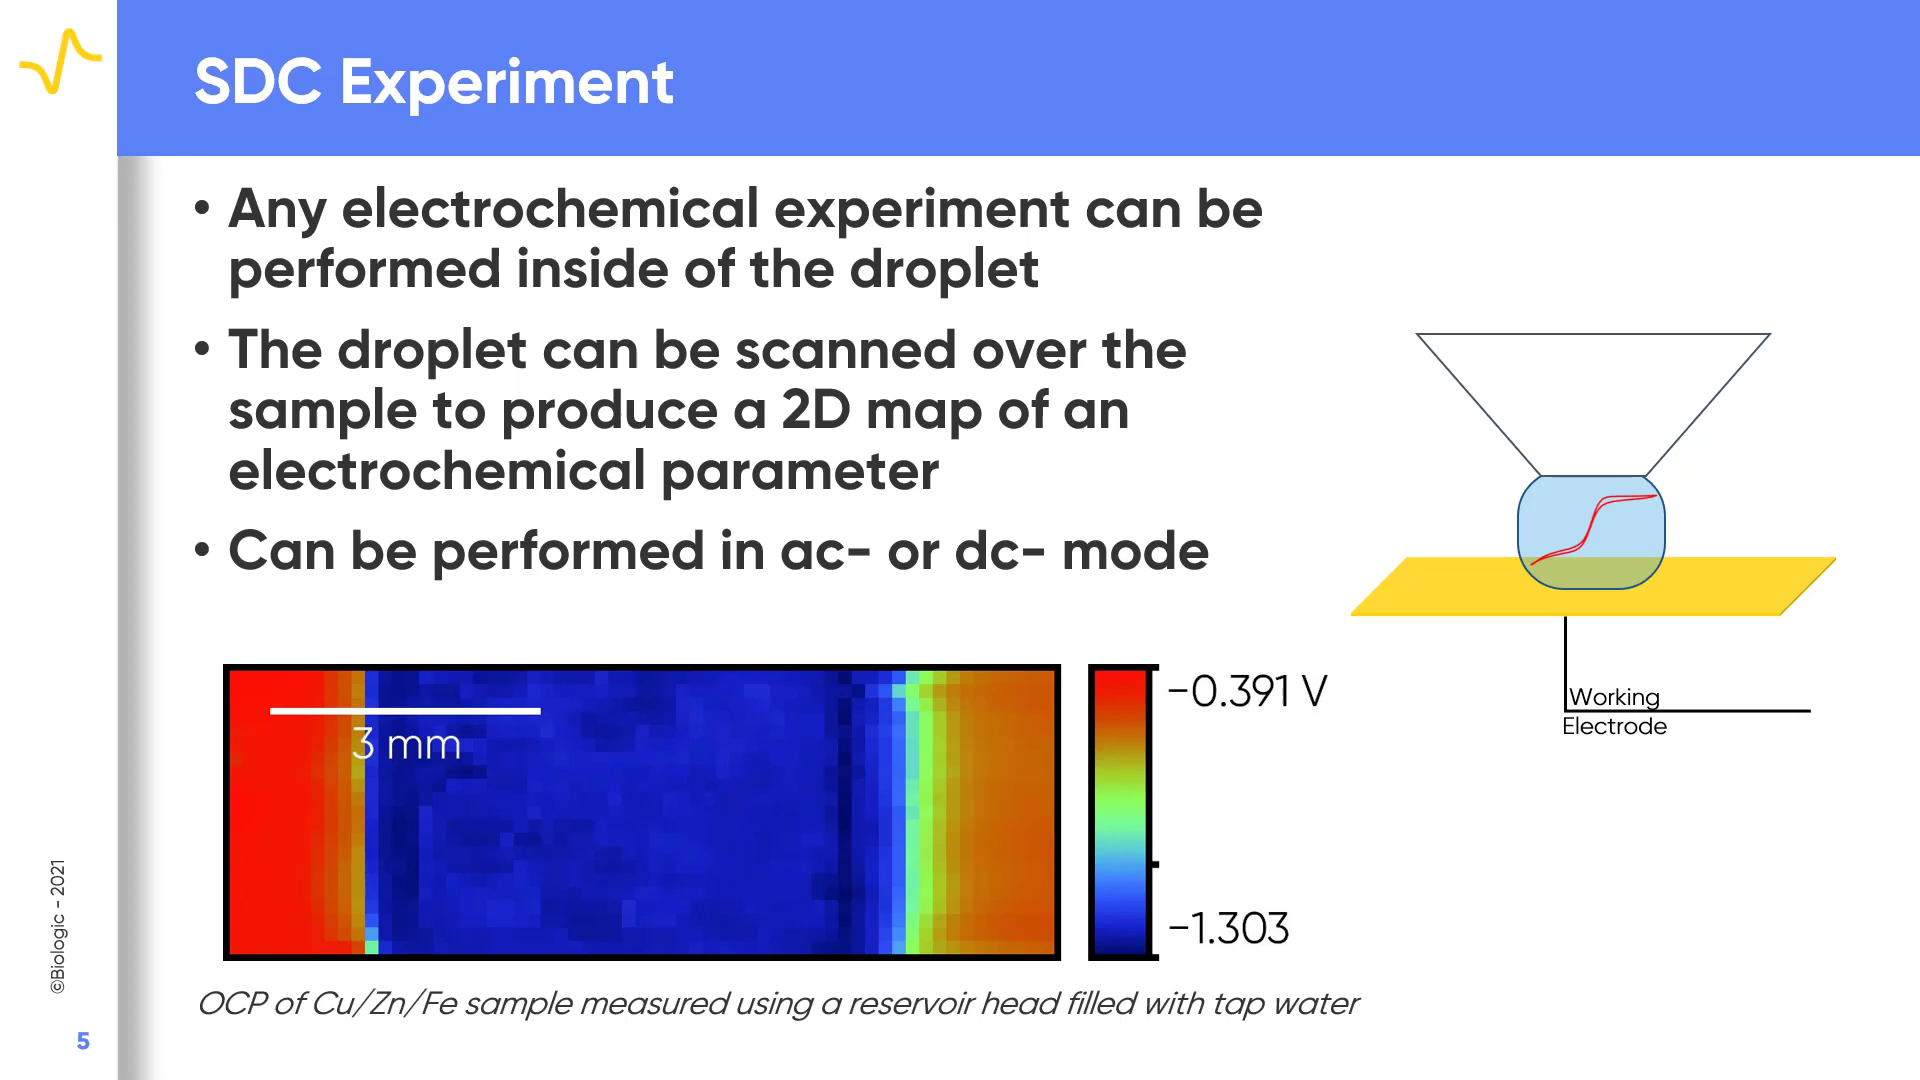 SDC Experiment
• Any electrochemical experiment can be
performed inside of the droplet
• The droplet can be scanned over the
sample to produce a 2D map of an
electrochemical parameter
• Can be performed in ac- or dc- mode
3 mm
−0.391 V
−1.303
Working
Electrode
OCP of Cu/Zn/Fe sample measured using a reservoir head filled with tap water
©Biologic - 2021
5